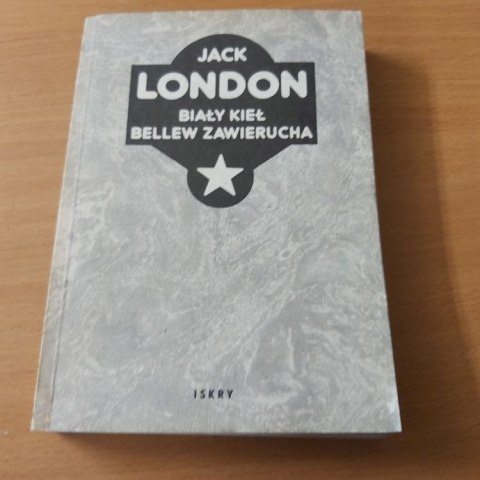 JACK
LONDON
BIAŁY KIEŁ
BELLEW ZAWIERUCHA
ISKRY